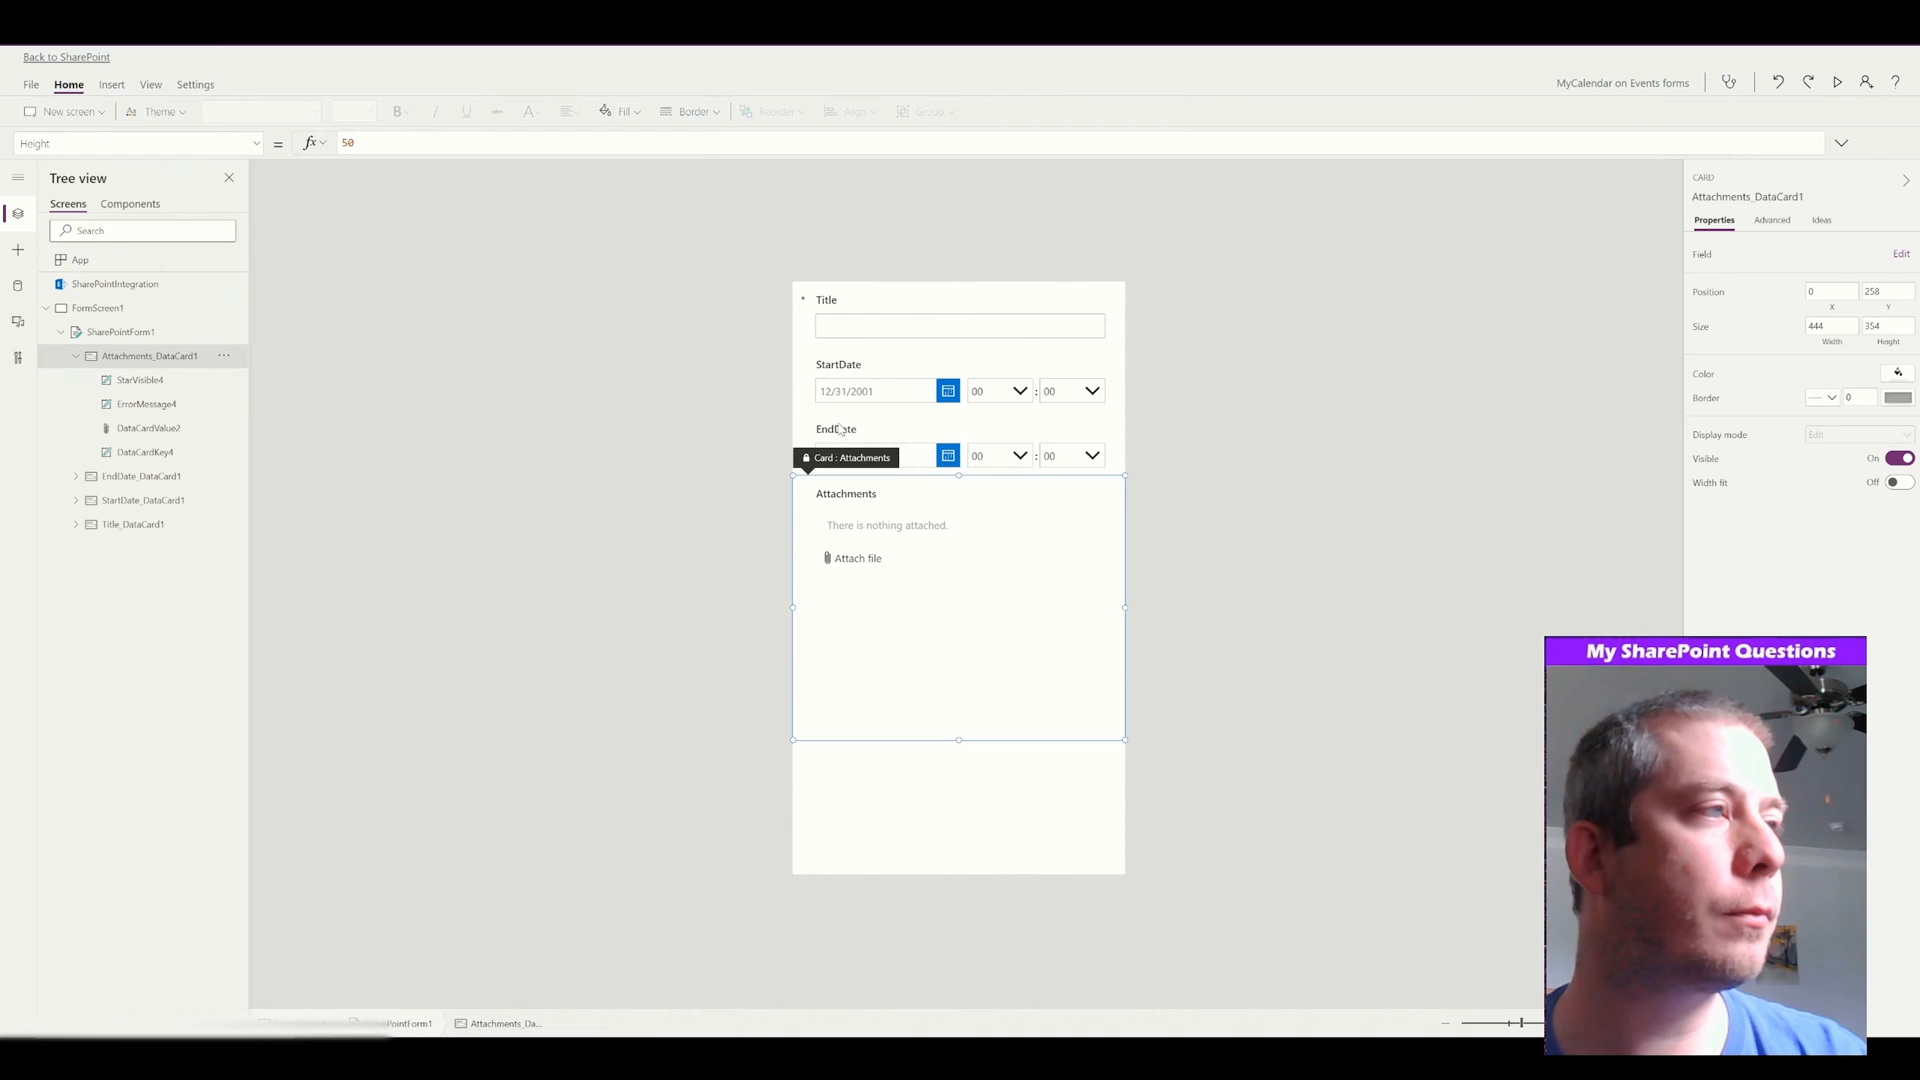 Back to SharePoint
File Home Insert View Settings
MyCalendar on Events forms
New screen Theme B / U A Fill Border Reorder Align Group
Height = fx 50
Tree view
Screens Components
Search
App
SharePointIntegration
FormScreen1
SharePointForm1
Attachments_DataCard1 ...
StarVisible4
ErrorMessage4
DataCardValue2
DataCardKey4
EndDate_DataCard1
StartDate_DataCard1
Title_DataCard1
* Title
StartDate
12/31/2001 00 : 00
EndDate
Card : Attachments
00 : 00
Attachments
There is nothing attached.
Attach file
CARD
Attachments_DataCard1
Properties Advanced Ideas
Field Edit
Position 0 258
X Y
Size 444 354
Width Height
Color
Border 0
Display mode Edit
Visible On
Width fit Off
My SharePoint Questions
Attachments_Da...